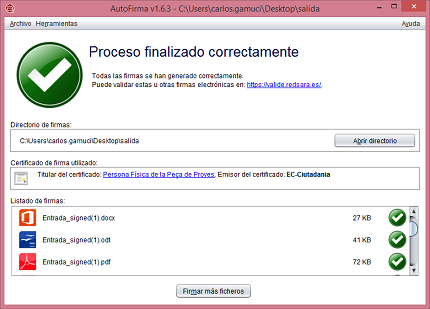 AutoFirma v1.6.3 - C:\Users\carlos.gamuci\Desktop\salida
Archivo Herramientas Ayuda
Proceso finalizado correctamente
Todas las firmas se han generado correctamente.
Puede validar estas u otras firmas electrónicas en: https://valide.redsara.es/.
Directorio de firmas:
C:\Users\carlos.gamuci\Desktop\salida Abrir directorio
Certificado de firma utilizado:
Titular del certificado: Persona Física de la Peça de Proves. Emisor del certificado: EC-Ciutadania
Listado de firmas:
Entrada_signed(1).docx 27 KB
Entrada_signed(1).odt 41 KB
Entrada_signed(1).pdf 72 KB
Firmar más ficheros